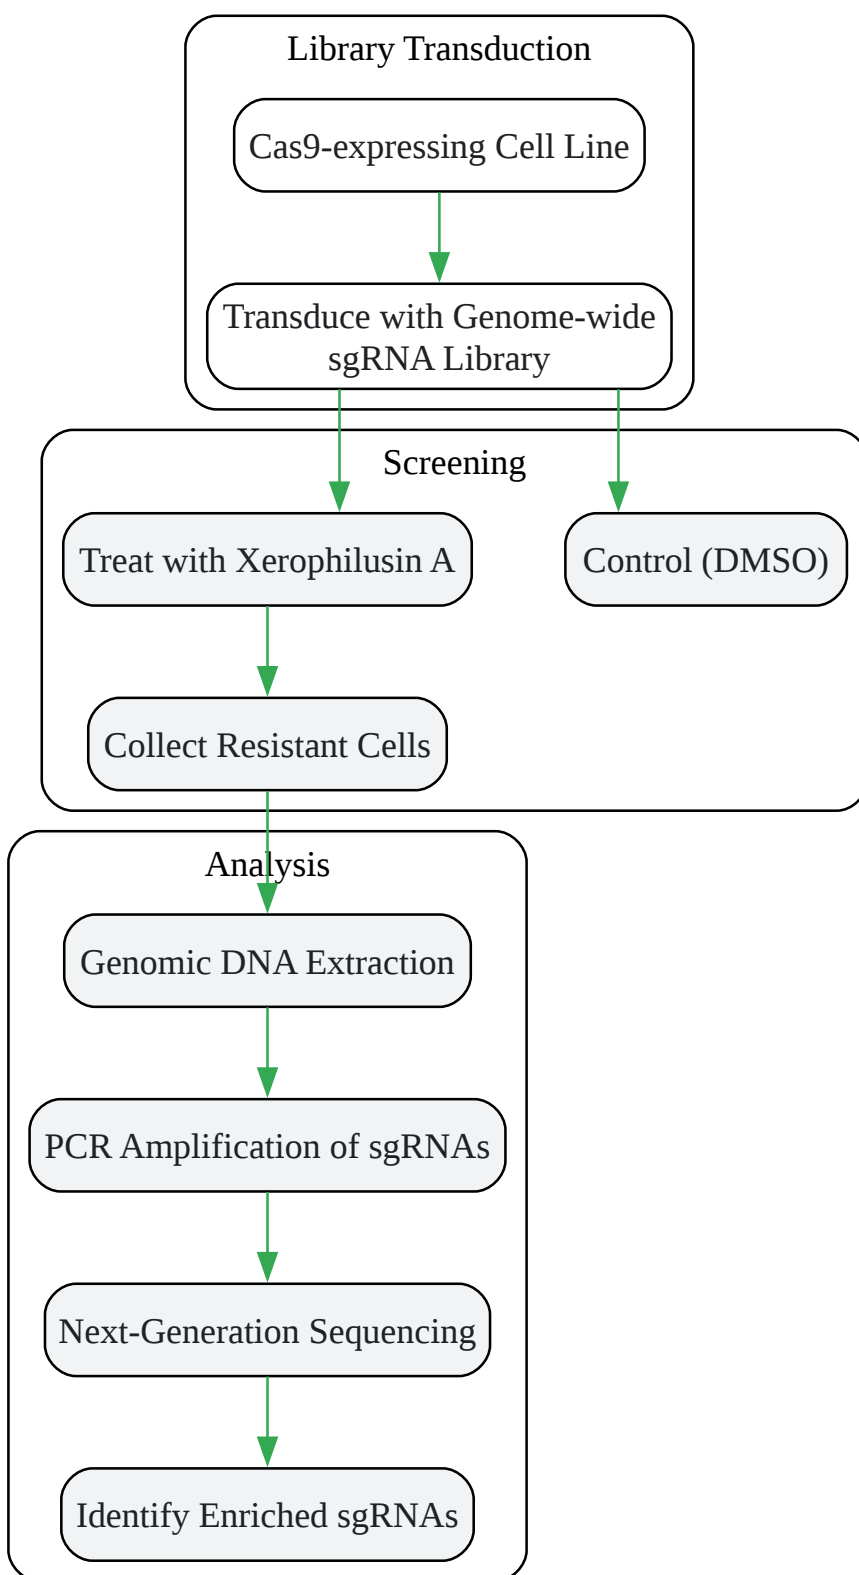 Library Transduction
Cas9-expressing Cell Line
Transduce with Genome-wide
sgRNA Library
Screening
Treat with Xerophilusin A
Control (DMSO)
Collect Resistant Cells
Analysis
Genomic DNA Extraction
PCR Amplification of sgRNAs
Next-Generation Sequencing
Identify Enriched sgRNAs